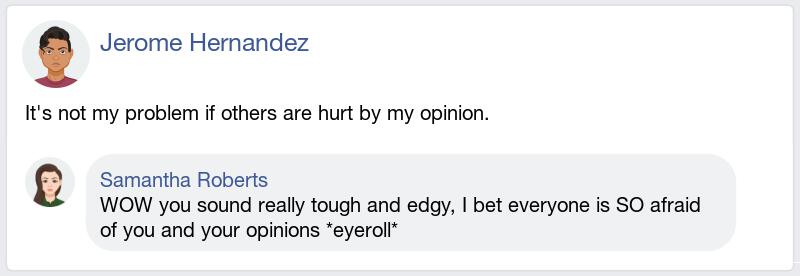 Jerome Hernandez
It's not my problem if others are hurt by my opinion.
Samantha Roberts
WOW you sound really tough and edgy, I bet everyone is SO afraid
of you and your opinions *eyeroll*